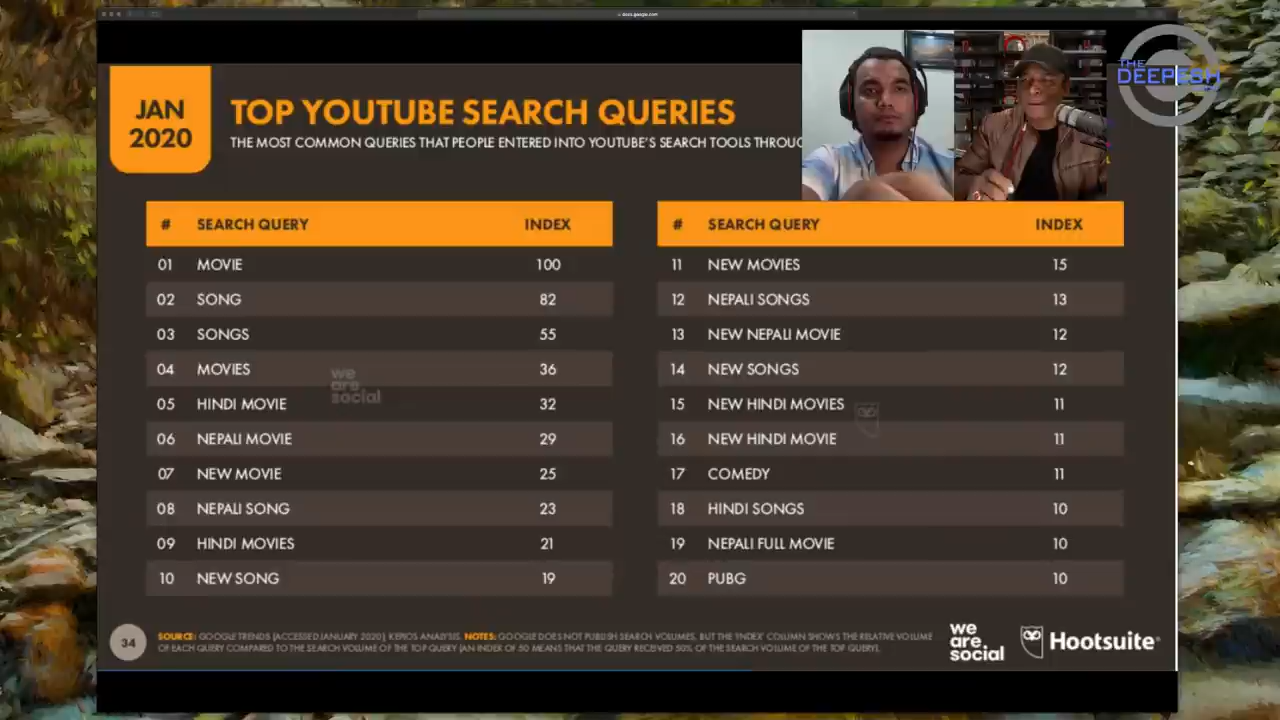 docs.google.com
THE
DEEPESH
JAN
2020
TOP YOUTUBE SEARCH QUERIES
THE MOST COMMON QUERIES THAT PEOPLE ENTERED INTO YOUTUBE'S SEARCH TOOLS
# SEARCH QUERY INDEX
01 MOVIE 100
02 SONG 82
03 SONGS 55
04 MOVIES 36
05 HINDI MOVIE 32
06 NEPALI MOVIE 29
07 NEW MOVIE 25
08 NEPALI SONG 23
09 HINDI MOVIES 21
10 NEW SONG 19
we
are
social
# SEARCH QUERY INDEX
11 NEW MOVIES 15
12 NEPALI SONGS 13
13 NEW NEPALI MOVIE 12
14 NEW SONGS 12
15 NEW HINDI MOVIES 11
16 NEW HINDI MOVIE 11
17 COMEDY 11
18 HINDI SONGS 10
19 NEPALI FULL MOVIE 10
20 PUBG 10
34
SOURCE: GOOGLE TRENDS (ACCESSED JANUARY 2020); KEPIOS ANALYSIS. NOTES: GOOGLE DOES NOT PUBLISH SEARCH VOLUMES, BUT THE 'INDEX' COLUMN SHOWS THE RELATIVE VOLUME
OF EACH QUERY COMPARED TO THE SEARCH VOLUME OF THE TOP QUERY (AN INDEX OF 50 MEANS THAT THE QUERY RECEIVED 50% OF THE SEARCH VOLUME OF THE TOP QUERY).
we
are
social
Hootsuite